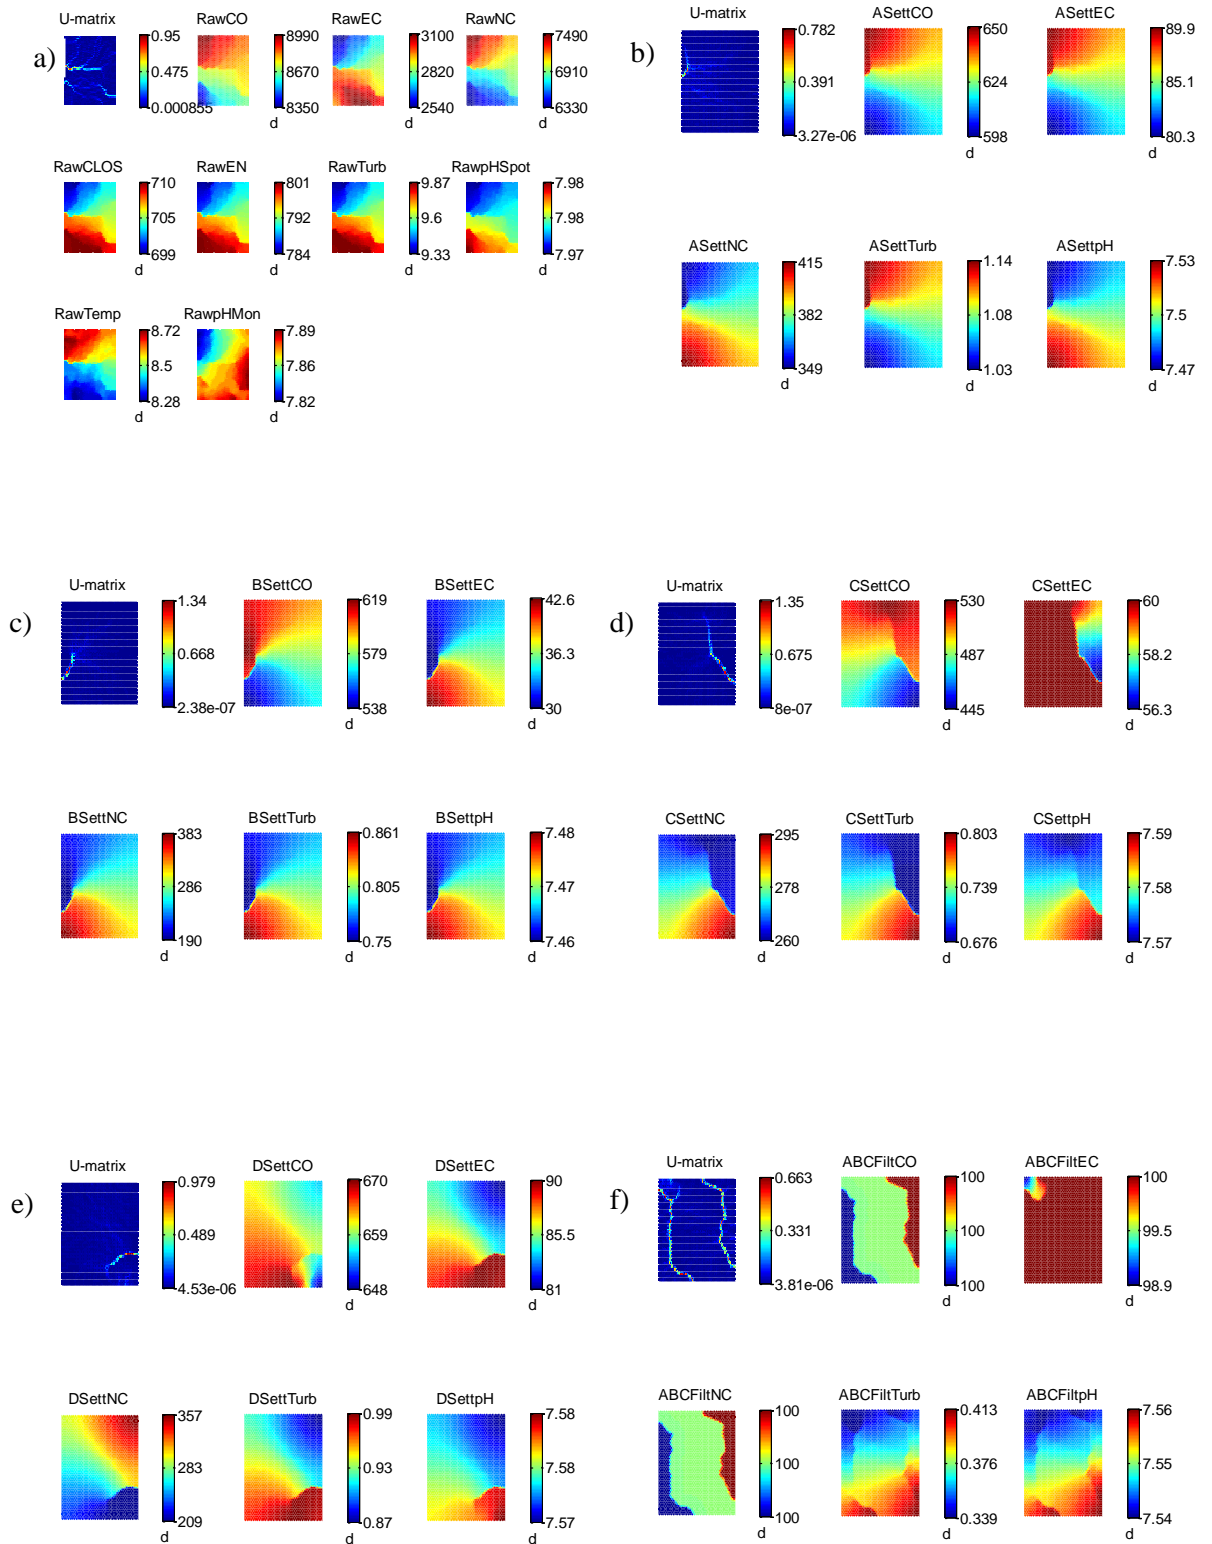 a)
U-matrix
0.95
0.475
0.000855
RawCO
8990
8670
8350
d
RawEC
3100
2820
2540
d
RawNC
7490
6910
6330
d
RawCLOS
710
705
699
d
RawEN
801
792
784
d
RawTurb
9.87
9.6
9.33
d
RawpHSpot
7.98
7.98
7.97
d
RawTemp
8.72
8.5
8.28
d
RawpHMon
7.89
7.86
7.82
d
b)
U-matrix
0.782
0.391
3.27e-06
ASettCO
650
624
598
d
ASettEC
89.9
85.1
80.3
d
ASettNC
415
382
349
d
ASettTurb
1.14
1.08
1.03
d
ASettpH
7.53
7.5
7.47
d
c)
U-matrix
1.34
0.668
2.38e-07
BSettCO
619
579
538
d
BSettEC
42.6
36.3
30
d
BSettNC
383
286
190
d
BSettTurb
0.861
0.805
0.75
d
BSettpH
7.48
7.47
7.46
d
d)
U-matrix
1.35
0.675
8e-07
CSettCO
530
487
445
d
CSettEC
60
58.2
56.3
d
CSettNC
295
278
260
d
CSettTurb
0.803
0.739
0.676
d
CSettpH
7.59
7.58
7.57
d
e)
U-matrix
0.979
0.489
4.53e-06
DSettCO
670
659
648
d
DSettEC
90
85.5
81
d
DSettNC
357
283
209
d
DSettTurb
0.99
0.93
0.87
d
DSettpH
7.58
7.58
7.57
d
f)
U-matrix
0.663
0.331
3.81e-06
ABCFiltCO
100
100
100
d
ABCFiltEC
100
99.5
98.9
d
ABCFiltNC
100
100
100
d
ABCFiltTurb
0.413
0.376
0.339
d
ABCFiltpH
7.56
7.55
7.54
d